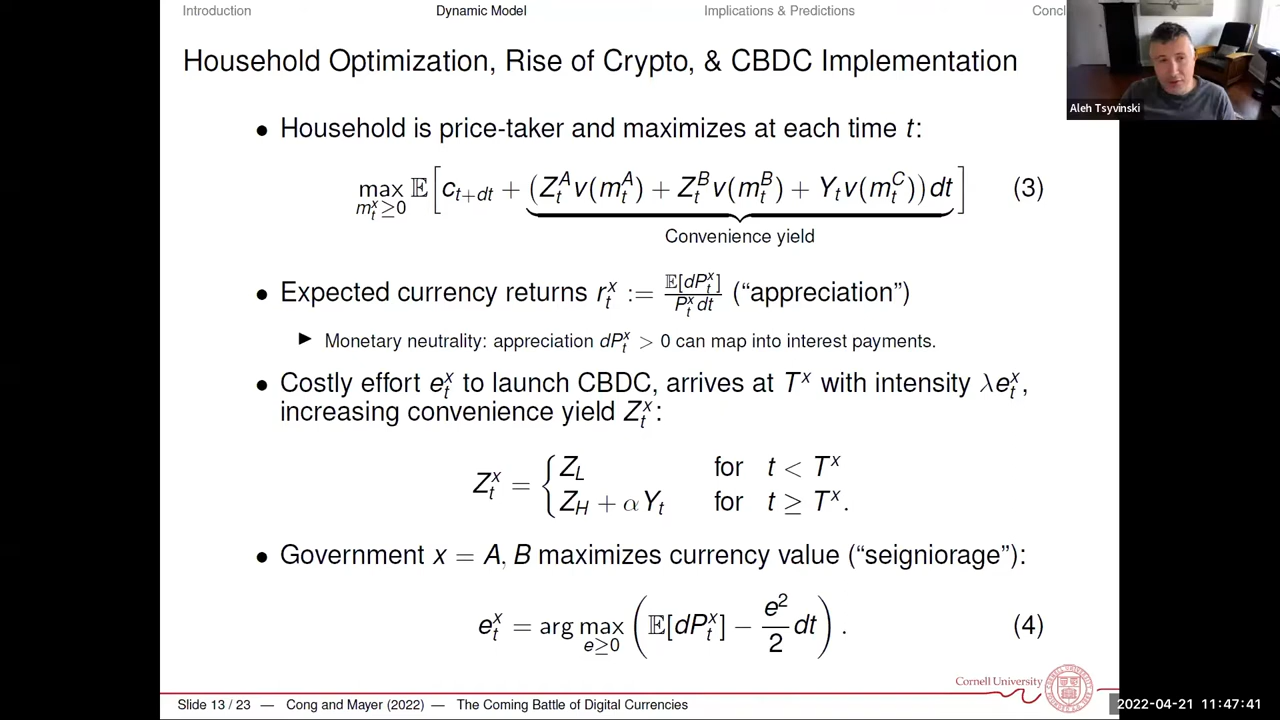 Introduction Dynamic Model Implications & Predictions Concl
Household Optimization, Rise of Crypto, & CBDC Implementation
Aleh Tsyvinski
• Household is price-taker and maximizes at each time t:
max_{m_t^x ≥ 0} 𝔼[c_{t+dt} + (Z_t^A v(m_t^A) + Z_t^B v(m_t^B) + Y_t v(m_t^C))dt] (3)
Convenience yield
• Expected currency returns r_t^x := 𝔼[dP_t^x] / P_t^x dt (“appreciation”)
► Monetary neutrality: appreciation dP_t^x > 0 can map into interest payments.
• Costly effort e_t^x to launch CBDC, arrives at T^x with intensity λe_t^x,
increasing convenience yield Z_t^x:
Z_t^x = { Z_L for t < T^x
Z_H + αY_t for t ≥ T^x.
• Government x = A, B maximizes currency value (“seigniorage”):
e_t^x = arg max_{e≥0} (𝔼[dP_t^x] − e^2/2 dt). (4)
Cornell University
Slide 13 / 23 — Cong and Mayer (2022) — The Coming Battle of Digital Currencies
2022-04-21 11:47:41